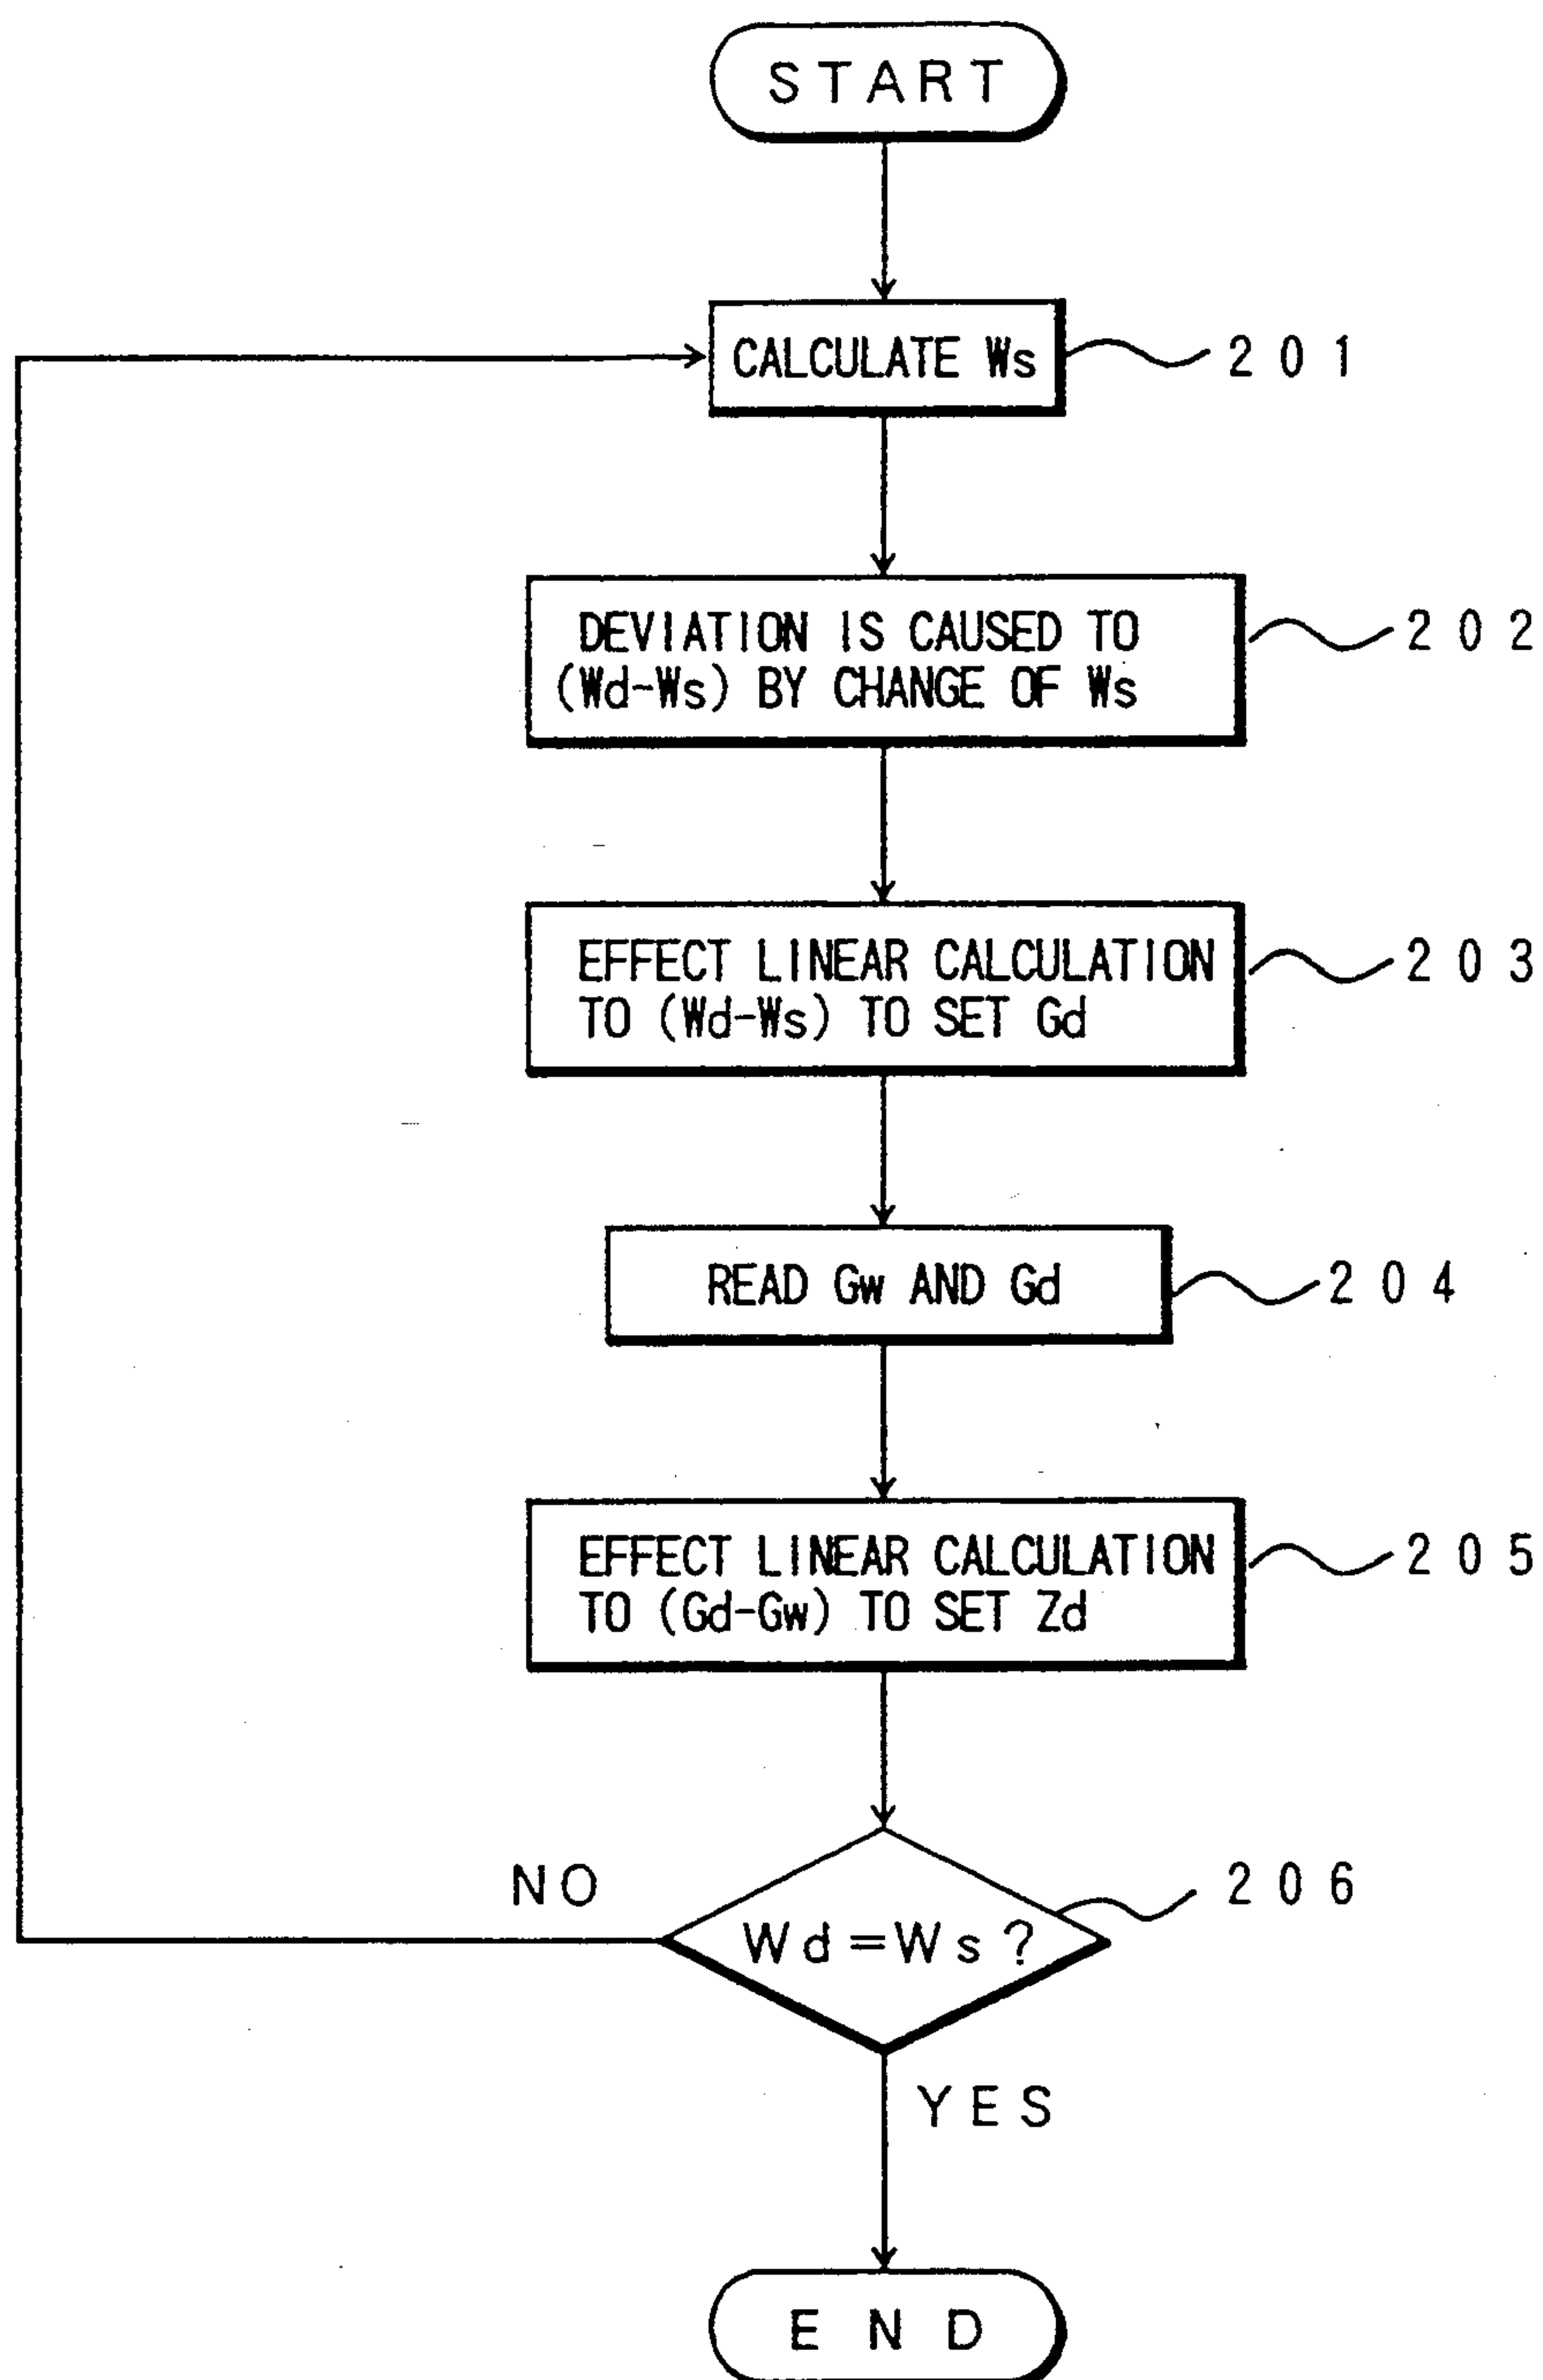 START
CALCULATE Ws
201
DEVIATION IS CAUSED TO
(Wd-Ws) BY CHANGE OF Ws
202
EFFECT LINEAR CALCULATION
TO (Wd-Ws) TO SET Gd
203
READ Gw AND Gd
204
EFFECT LINEAR CALCULATION
TO (Gd-Gw) TO SET Zd
205
NO
Wd=Ws?
206
YES
END